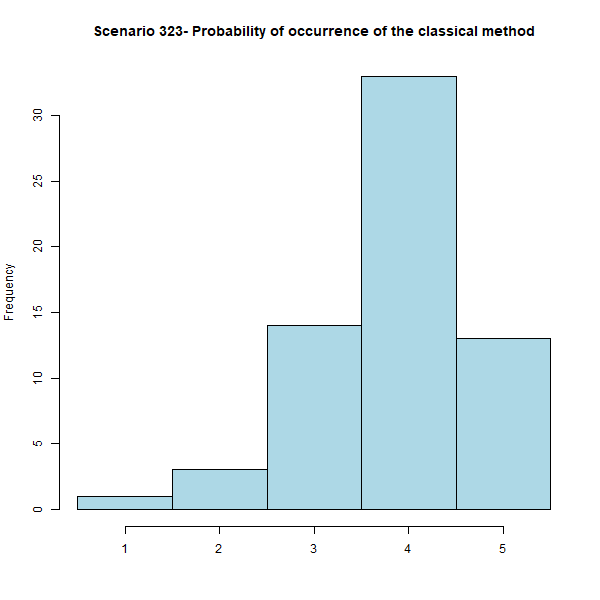 Scenario 323- Probability of occurrence of the classical method
Frequency
30
25
20
15
10
5
0
1 2 3 4 5